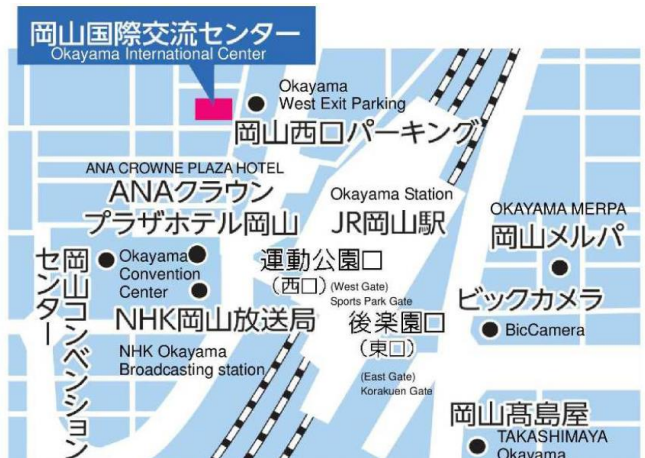 岡山国際交流センター
Okayama International Center
Okayama
West Exit Parking
岡山西口パーキング
ANA CROWNE PLAZA HOTEL
ANAクラウン
プラザホテル岡山
Okayama Station
JR岡山駅
OKAYAMA MERPA
岡山メルパ
岡山コンベンション
センター
Okayama
Convention
Center
運動公園口
(西口)
(West Gate)
Sports Park Gate
ビックカメラ
BicCamera
NHK岡山放送局
NHK Okayama
Broadcasting station
後楽園口
(東口)
(East Gate)
Korakuen Gate
岡山髙島屋
TAKASHIMAYA
Okayama